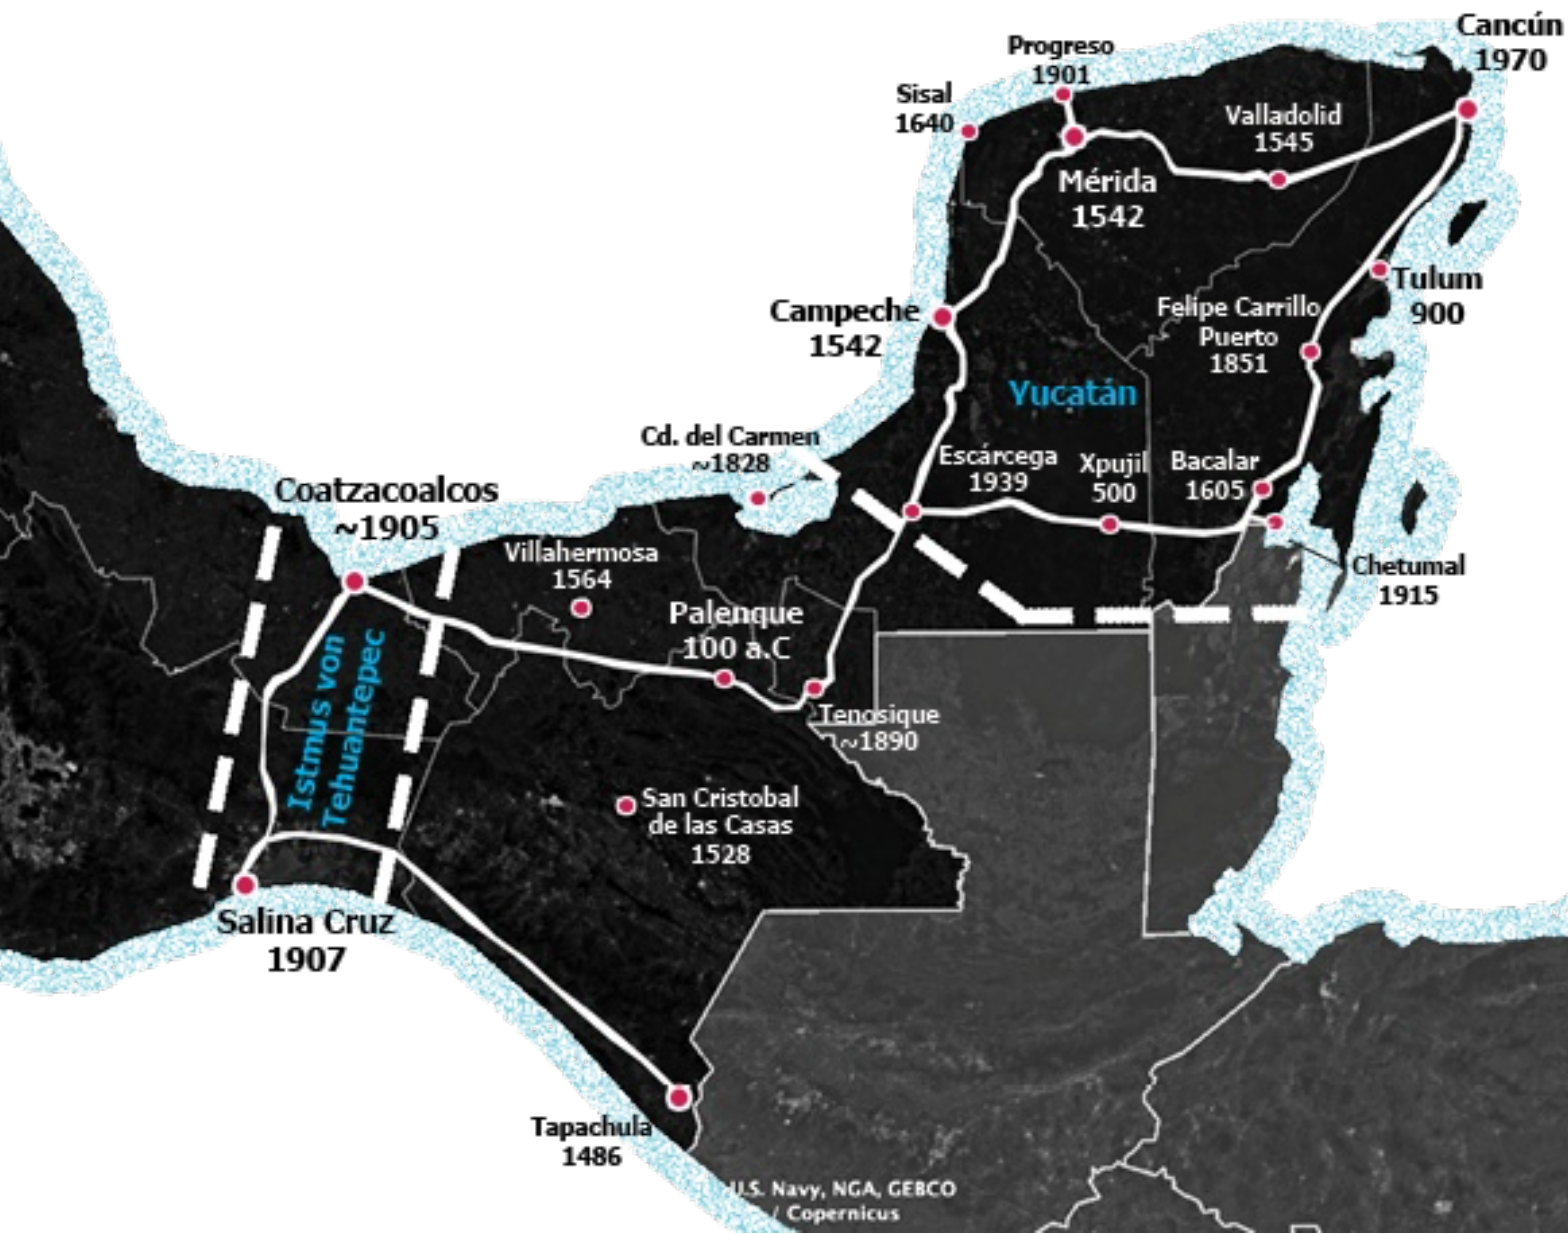 Cancún
1970
Progreso
1901
Sisal
1640
Valladolid
1545
Mérida
1542
Tulum
900
Campeche
1542
Felipe Carrillo
Puerto
1851
Yucatán
Cd. del Carmen
~1828
Escárcega
1939
Xpujil
500
Bacalar
1605
Coatzacoalcos
~1905
Villahermosa
1564
Chetumal
1915
Palenque
100 a.C
Istmus von
Tehuantepec
Tenosique
~1890
San Cristobal
de las Casas
1528
Salina Cruz
1907
Tapachula
1486
U.S. Navy, NGA, GEBCO
/ Copernicus